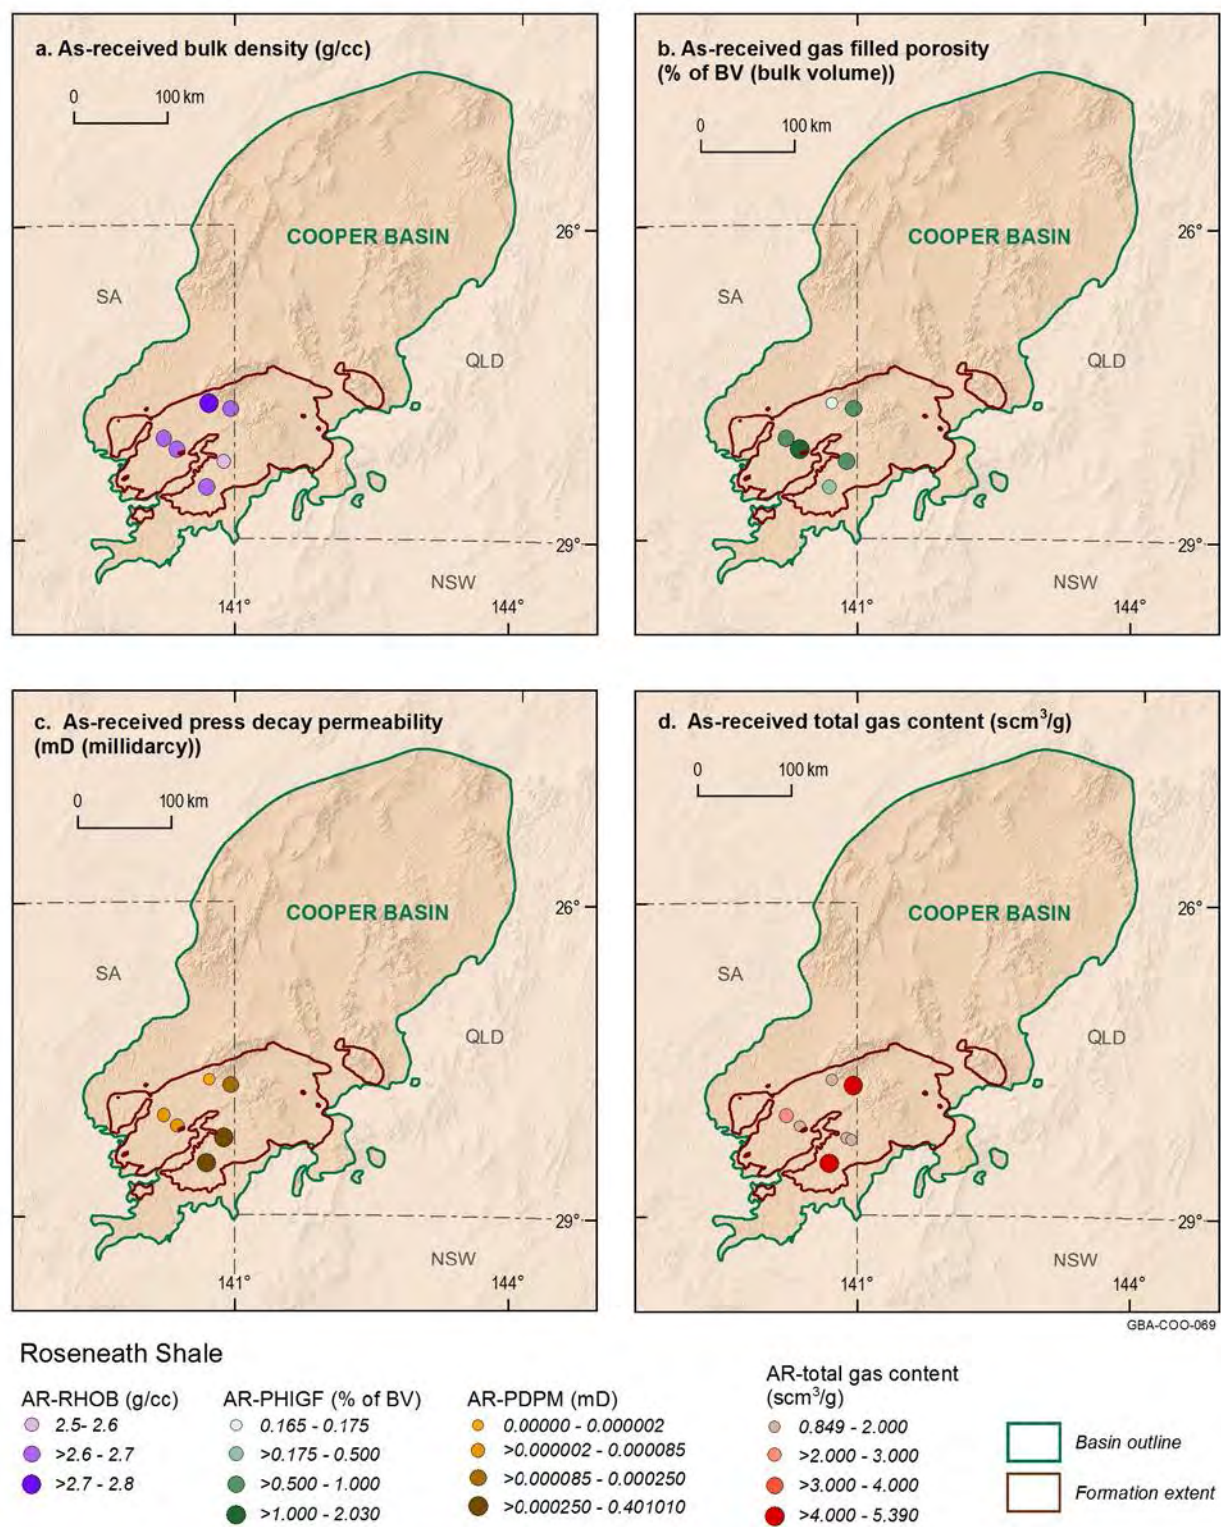 a. As-received bulk density (g/cc)
0 100 km
COOPER BASIN
26°
SA
QLD
29°
NSW
141°
144°
b. As-received gas filled porosity
(% of BV (bulk volume))
0 100 km
COOPER BASIN
26°
SA
QLD
29°
NSW
141°
144°
c. As-received press decay permeability
(mD (millidarcy))
0 100 km
COOPER BASIN
26°
SA
QLD
29°
NSW
141°
144°
d. As-received total gas content (scm³/g)
0 100 km
COOPER BASIN
26°
SA
QLD
29°
NSW
141°
144°
GBA-COO-069
Roseneath Shale
AR-RHOB (g/cc)
2.5- 2.6
>2.6 - 2.7
>2.7 - 2.8
AR-PHIGF (% of BV)
0.165 - 0.175
>0.175 - 0.500
>0.500 - 1.000
>1.000 - 2.030
AR-PDPM (mD)
0.00000 - 0.000002
>0.000002 - 0.000085
>0.000085 - 0.000250
>0.000250 - 0.401010
AR-total gas content
(scm³/g)
0.849 - 2.000
>2.000 - 3.000
>3.000 - 4.000
>4.000 - 5.390
Basin outline
Formation extent